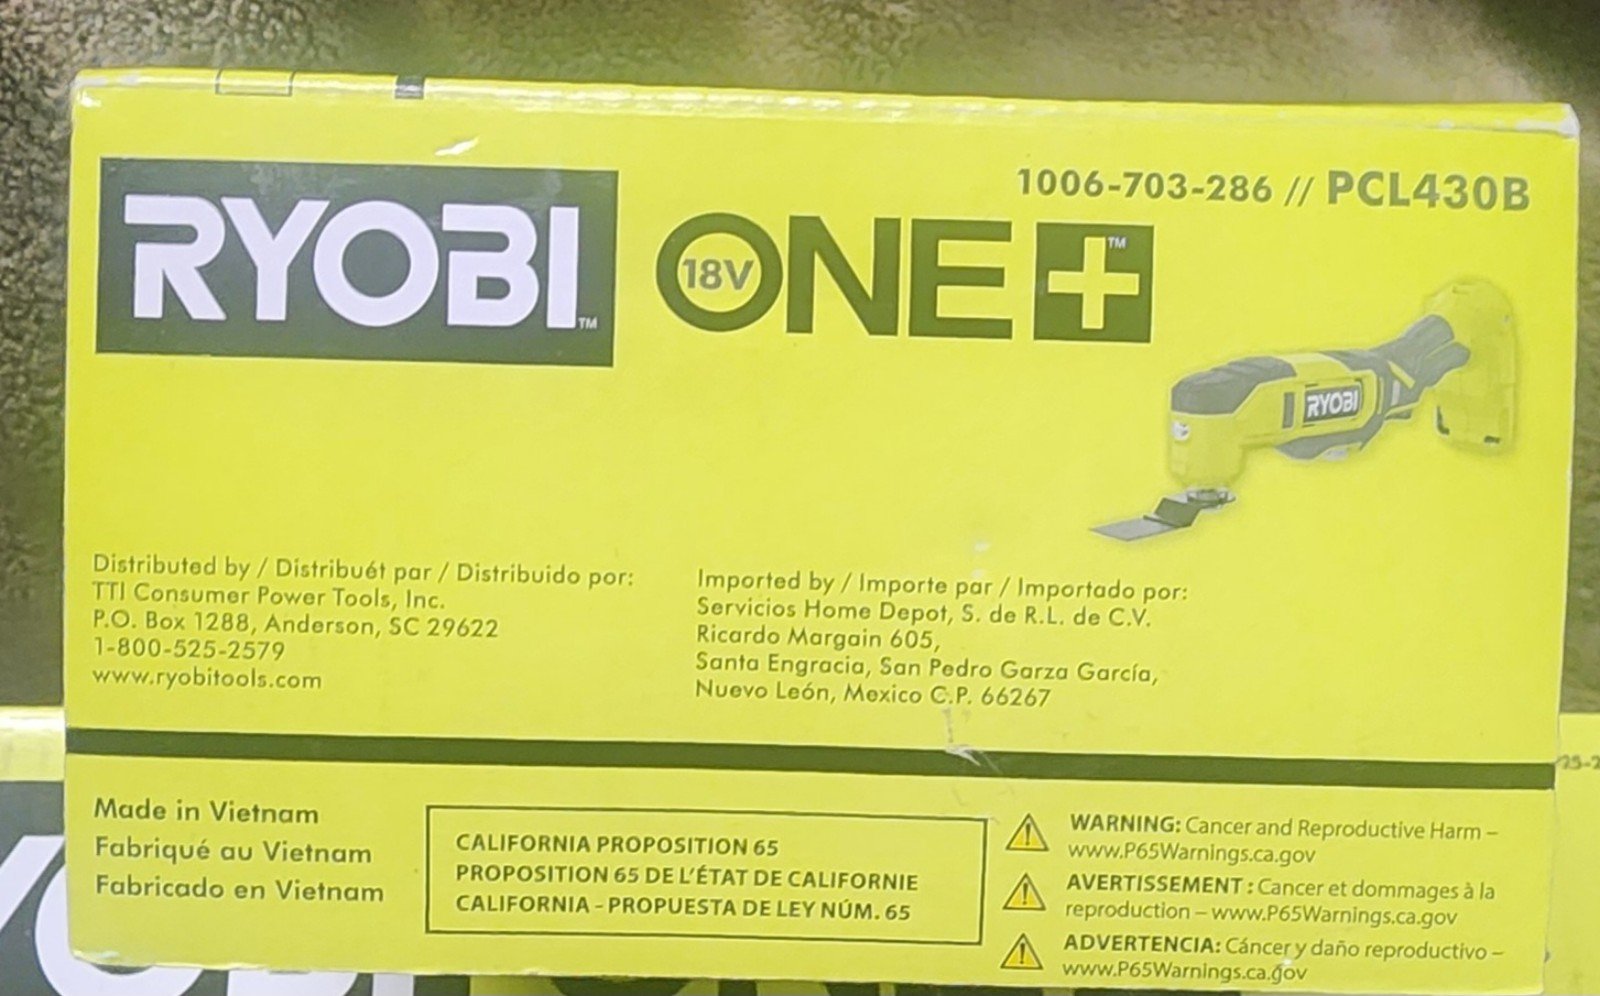 1006-703-286 // PCL430B
RYOBI™ 18V ONE+™
RYOBI
Distributed by / Distribuét par / Distribuido por:
TTI Consumer Power Tools, Inc.
P.O. Box 1288, Anderson, SC 29622
1-800-525-2579
www.ryobitools.com
Imported by / Importe par / Importado por:
Servicios Home Depot, S. de R.L. de C.V.
Ricardo Margain 605,
Santa Engracia, San Pedro Garza García,
Nuevo León, Mexico C.P. 66267
Made in Vietnam
Fabriqué au Vietnam
Fabricado en Vietnam
CALIFORNIA PROPOSITION 65
PROPOSITION 65 DE L'ÉTAT DE CALIFORNIE
CALIFORNIA - PROPUESTA DE LEY NÚM. 65
WARNING: Cancer and Reproductive Harm –
www.P65Warnings.ca.gov
AVERTISSEMENT : Cancer et dommages à la
reproduction – www.P65Warnings.ca.gov
ADVERTENCIA: Cáncer y daño reproductivo –
www.P65Warnings.ca.gov